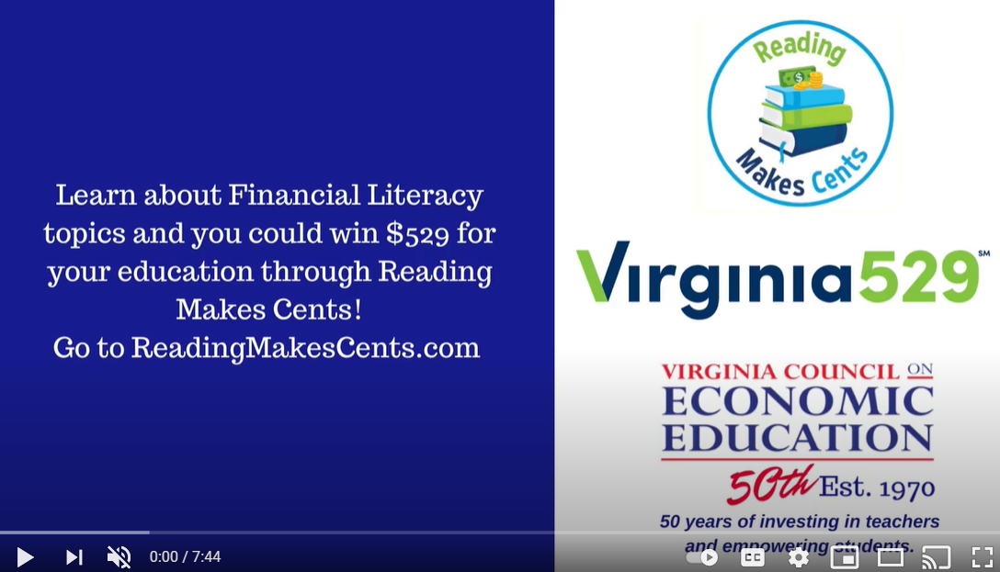 Learn about Financial Literacy
topics and you could win $529 for
your education through Reading
Makes Cents!
Go to ReadingMakesCents.com
Reading
$
Makes Cents
Virginia529℠
VIRGINIA COUNCIL ON
ECONOMIC
EDUCATION
50th Est. 1970
50 years of investing in teachers
and empowering students.
0:00 / 7:44
CC